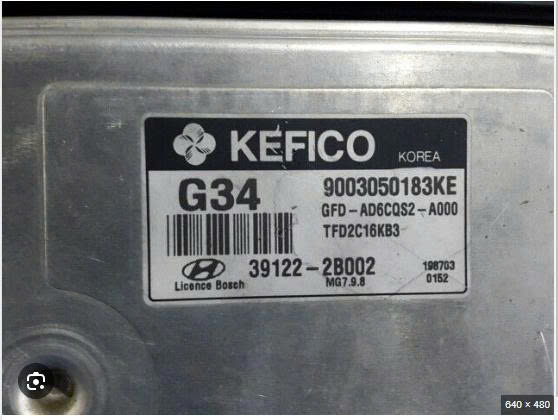 KEFICO KOREA
G34 9003050183KE
GFD-AD6CQS2-A000
TFD2C16KB3
39122-2B002 198703
Licence Bosch MG7.9.8 0152
640 × 480